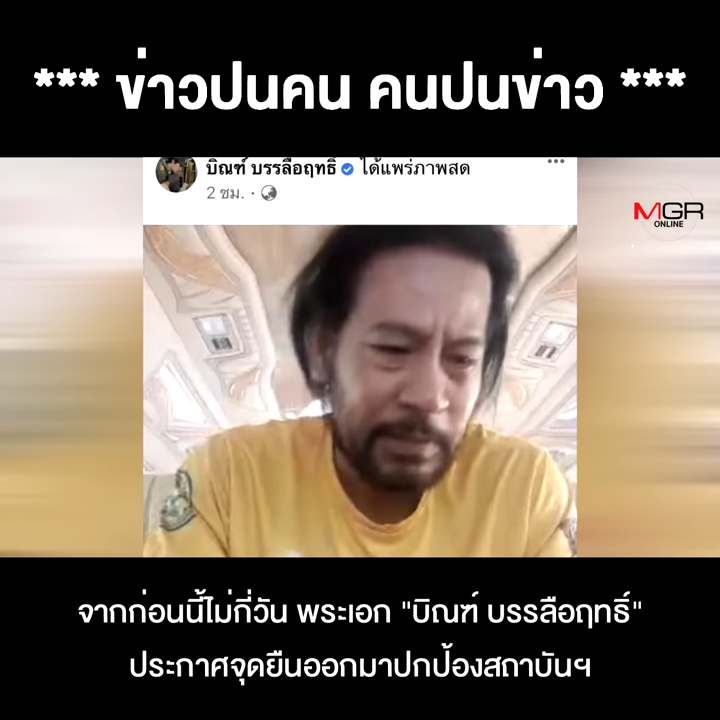 *** ข่าวปนคน คนปนข่าว ***
บิณฑ์ บรรลือฤทธิ์ ได้แพร่ภาพสด
2 ชม. ·
MGR
ONLINE
จากก่อนนี้ไม่กี่วัน พระเอก "บิณฑ์ บรรลือฤทธิ์"
ประกาศจุดยืนออกมาปกป้องสถาบันฯ